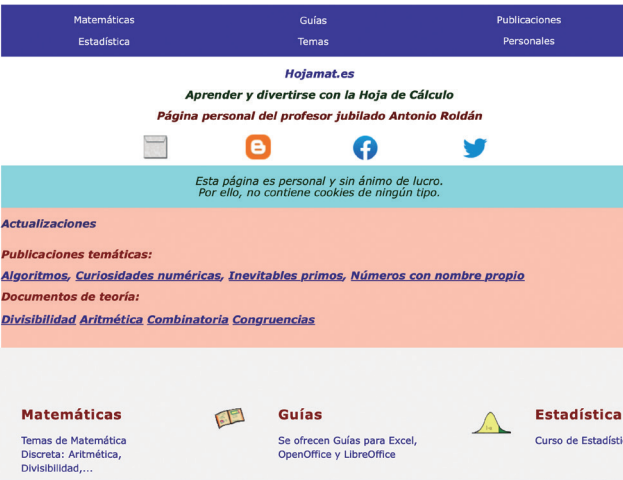 Matemáticas Guías Publicaciones
Estadística Temas Personales
Hojamat.es
Aprender y divertirse con la Hoja de Cálculo
Página personal del profesor jubilado Antonio Roldán
Esta página es personal y sin ánimo de lucro.
Por ello, no contiene cookies de ningún tipo.
Actualizaciones
Publicaciones temáticas:
Algoritmos, Curiosidades numéricas, Inevitables primos, Números con nombre propio
Documentos de teoría:
Divisibilidad Aritmética Combinatoria Congruencias
Matemáticas Guías Estadística
Temas de Matemática Se ofrecen Guías para Excel, Curso de Estadísti
Discreta: Aritmética, OpenOffice y LibreOffice
Divisibilidad,...